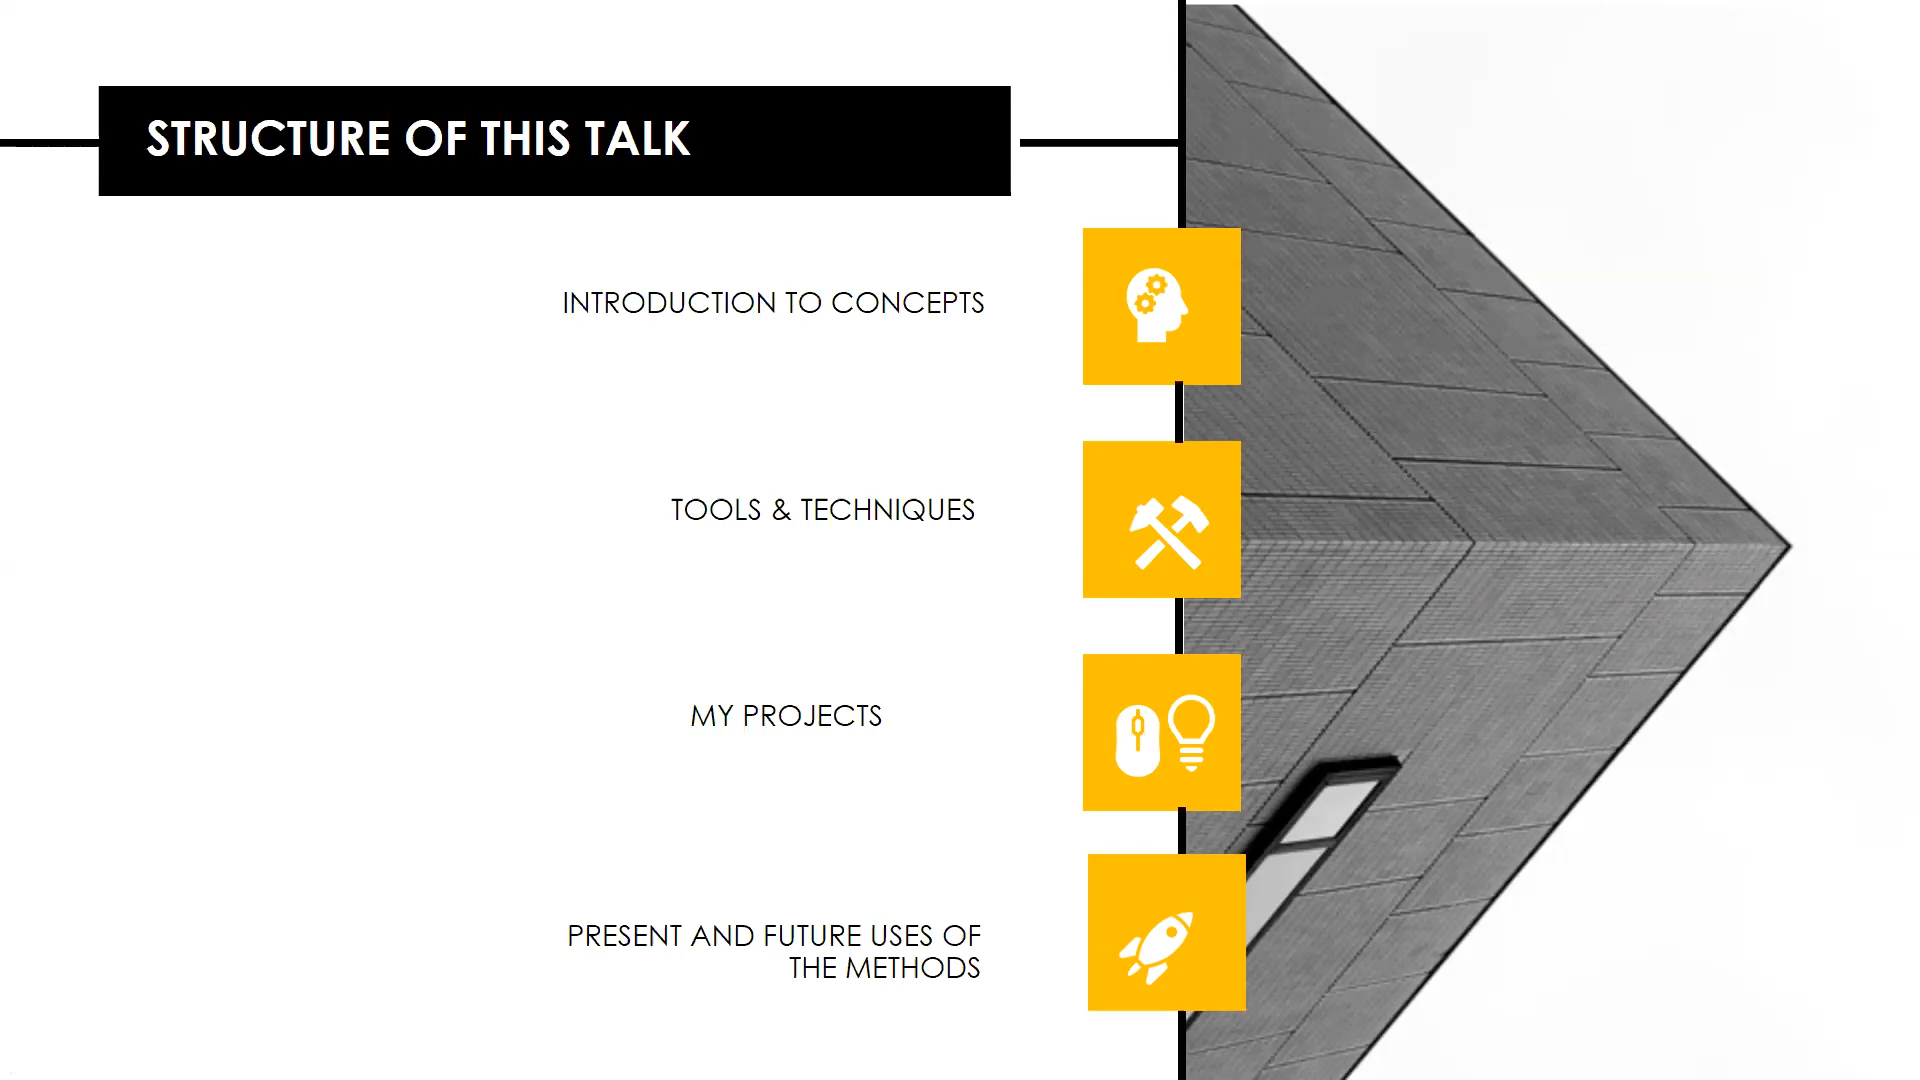 STRUCTURE OF THIS TALK
INTRODUCTION TO CONCEPTS
TOOLS & TECHNIQUES
MY PROJECTS
PRESENT AND FUTURE USES OF
THE METHODS